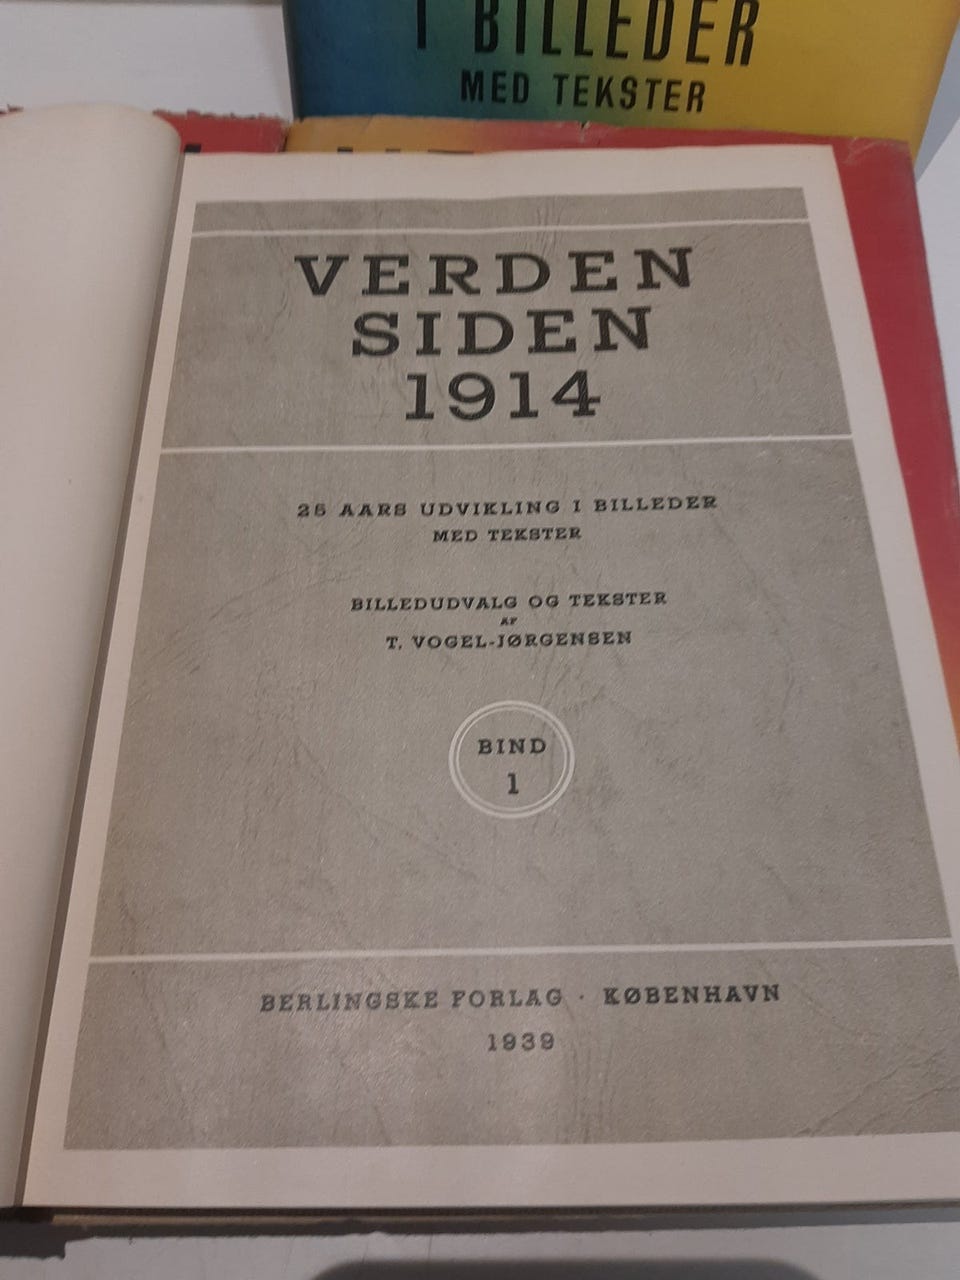 I BILLEDER
MED TEKSTER
VERDEN
SIDEN
1914
25 AARS UDVIKLING I BILLEDER
MED TEKSTER
BILLEDUDVALG OG TEKSTER
AF
T. VOGEL-JØRGENSEN
BIND
1
BERLINGSKE FORLAG · KØBENHAVN
1939